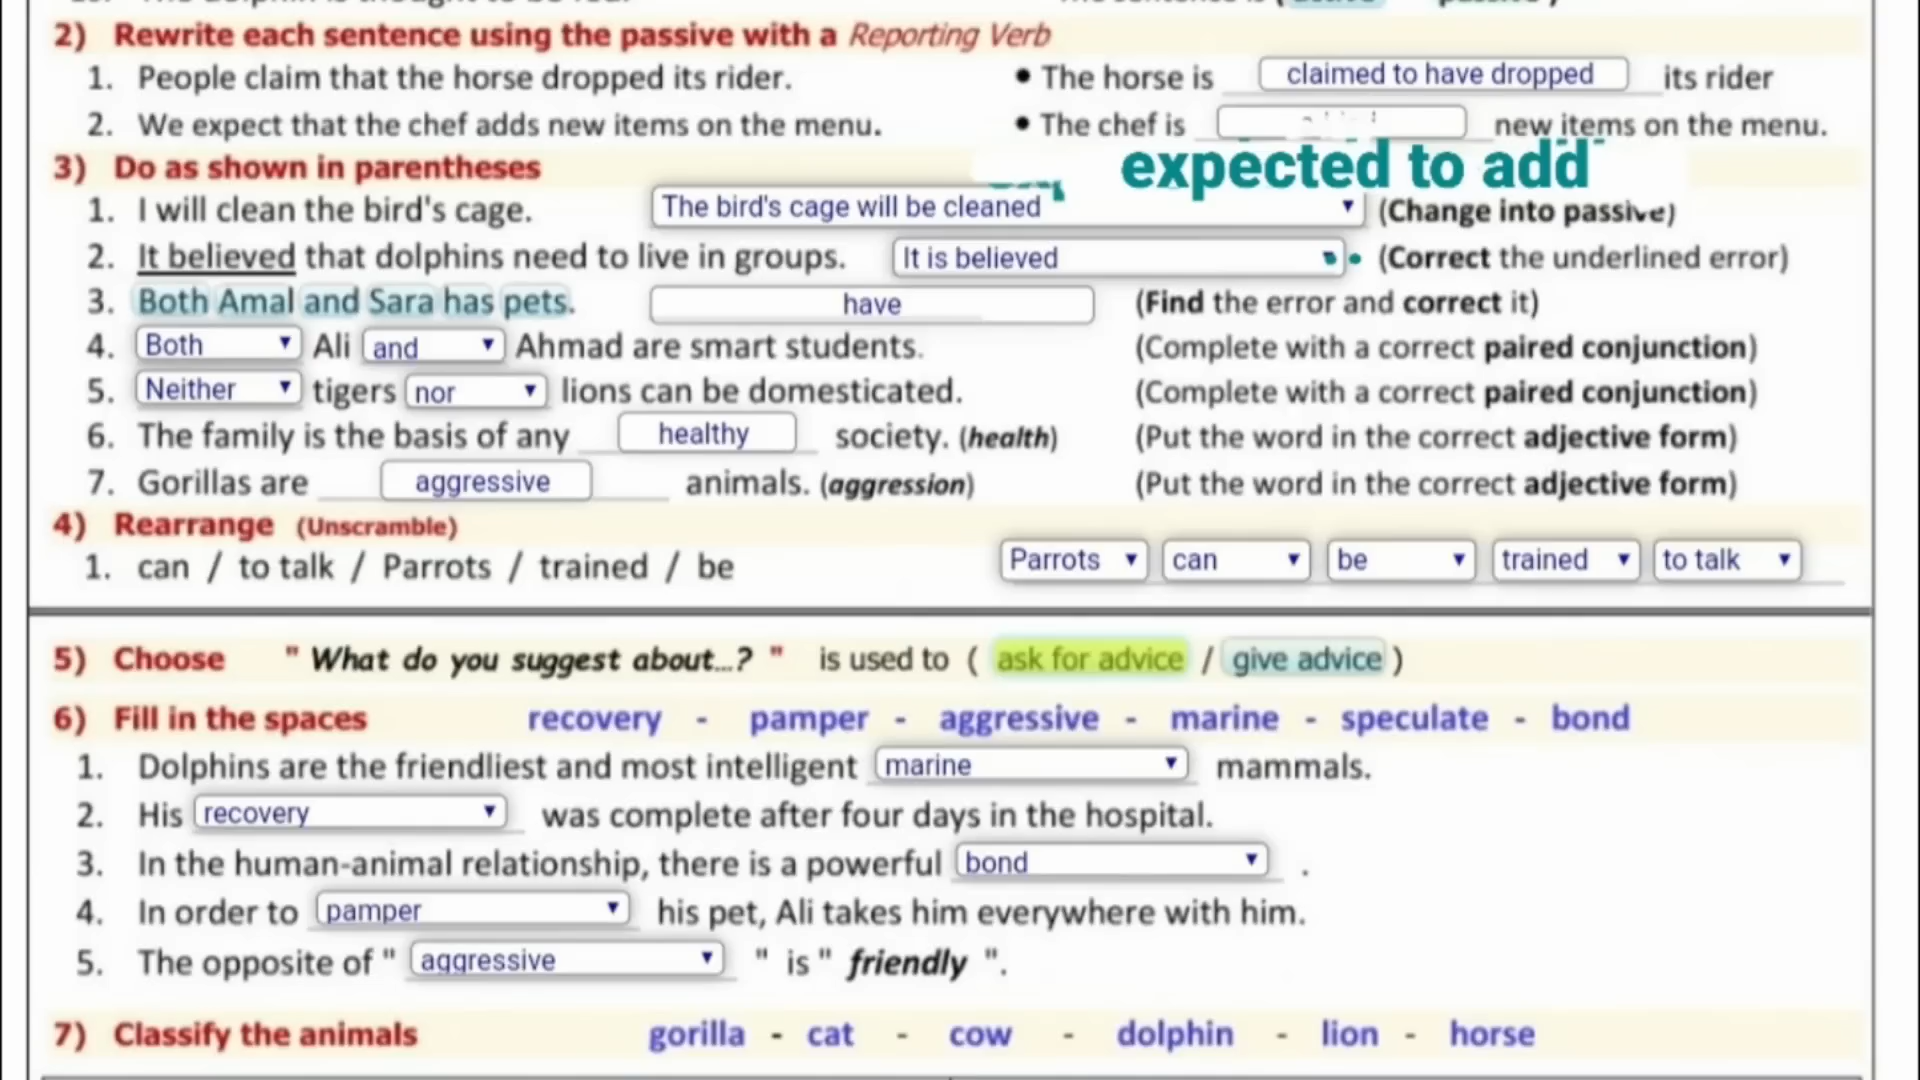 2) Rewrite each sentence using the passive with a Reporting Verb
1. People claim that the horse dropped its rider. • The horse is claimed to have dropped its rider
2. We expect that the chef adds new items on the menu. • The chef is new items on the menu.
expected to add
3) Do as shown in parentheses
1. I will clean the bird's cage. The bird's cage will be cleaned (Change into passive)
2. It believed that dolphins need to live in groups. It is believed (Correct the underlined error)
3. Both Amal and Sara has pets. have (Find the error and correct it)
4. Both Ali and Ahmad are smart students. (Complete with a correct paired conjunction)
5. Neither tigers nor lions can be domesticated. (Complete with a correct paired conjunction)
6. The family is the basis of any healthy society. (health) (Put the word in the correct adjective form)
7. Gorillas are aggressive animals. (aggression) (Put the word in the correct adjective form)
4) Rearrange (Unscramble)
1. can / to talk / Parrots / trained / be Parrots can be trained to talk
5) Choose " What do you suggest about...? " is used to ( ask for advice / give advice )
6) Fill in the spaces recovery - pamper - aggressive - marine - speculate - bond
1. Dolphins are the friendliest and most intelligent marine mammals.
2. His recovery was complete after four days in the hospital.
3. In the human-animal relationship, there is a powerful bond .
4. In order to pamper his pet, Ali takes him everywhere with him.
5. The opposite of " aggressive " is " friendly ".
7) Classify the animals gorilla - cat - cow - dolphin - lion - horse